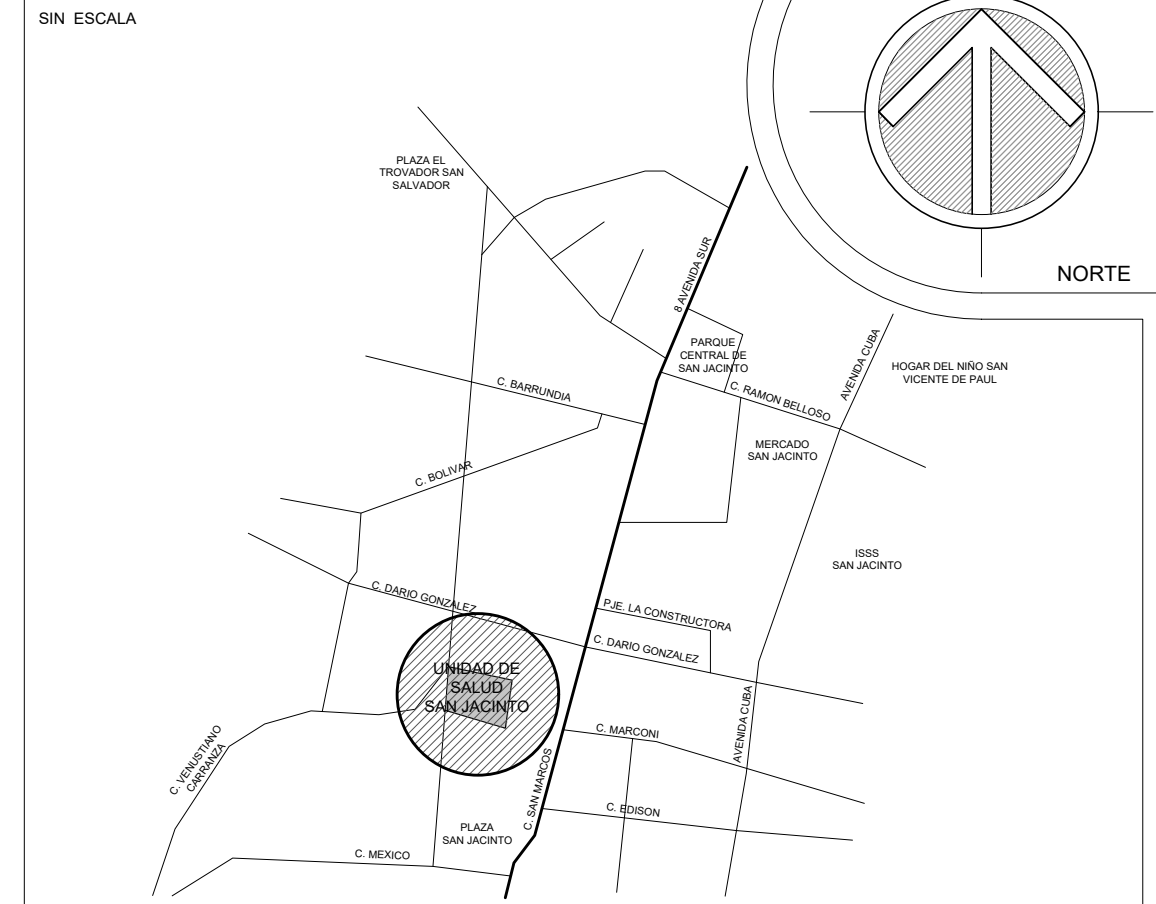 SIN ESCALA
NORTE
PLAZA EL
TROVADOR SAN
SALVADOR
8 AVENIDA SUR
PARQUE
CENTRAL DE
SAN JACINTO
AVENIDA CUBA
HOGAR DEL NIÑO SAN
VICENTE DE PAUL
C. BARRUNDIA
C. RAMON BELLOSO
MERCADO
SAN JACINTO
C. BOLIVAR
ISSS
SAN JACINTO
C. DARIO GONZALEZ
PJE. LA CONSTRUCTORA
C. DARIO GONZALEZ
UNIDAD DE
SALUD
SAN JACINTO
C. MARCONI
AVENIDA CUBA
C. VENUSTIANO
CARRANZA
C. SAN MARCOS
C. EDISON
PLAZA
SAN JACINTO
C. MEXICO